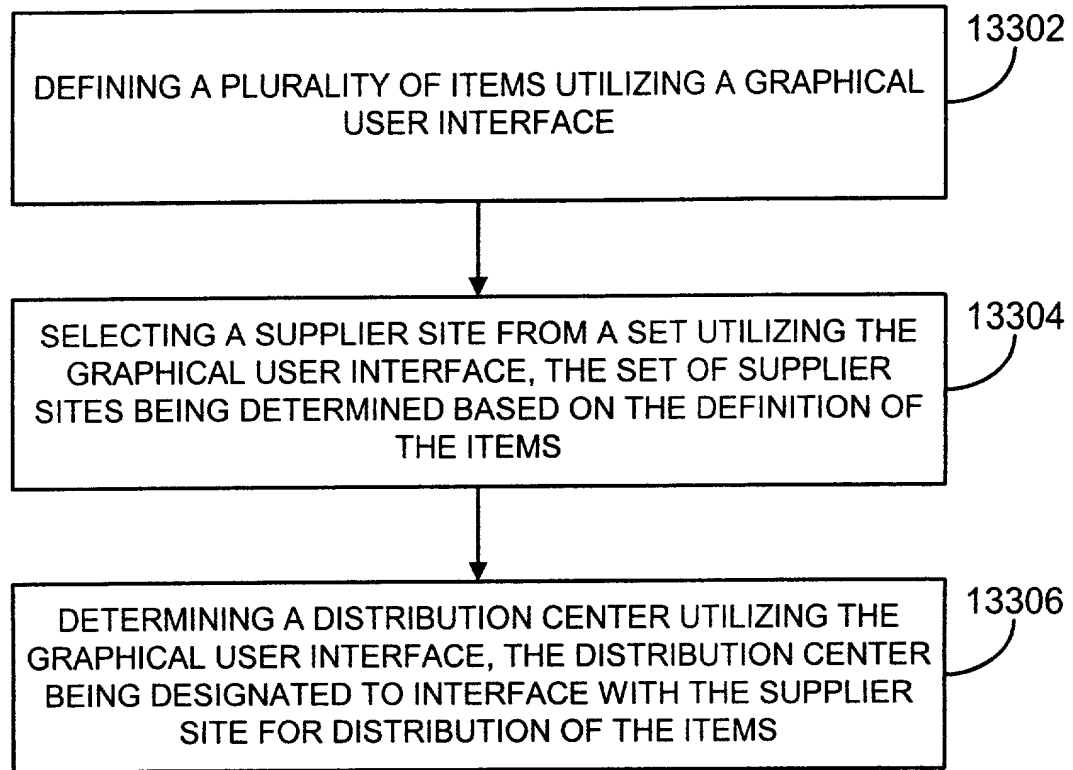 13302
DEFINING A PLURALITY OF ITEMS UTILIZING A GRAPHICAL
USER INTERFACE
13304
SELECTING A SUPPLIER SITE FROM A SET UTILIZING THE
GRAPHICAL USER INTERFACE, THE SET OF SUPPLIER
SITES BEING DETERMINED BASED ON THE DEFINITION OF
THE ITEMS
13306
DETERMINING A DISTRIBUTION CENTER UTILIZING THE
GRAPHICAL USER INTERFACE, THE DISTRIBUTION CENTER
BEING DESIGNATED TO INTERFACE WITH THE SUPPLIER
SITE FOR DISTRIBUTION OF THE ITEMS